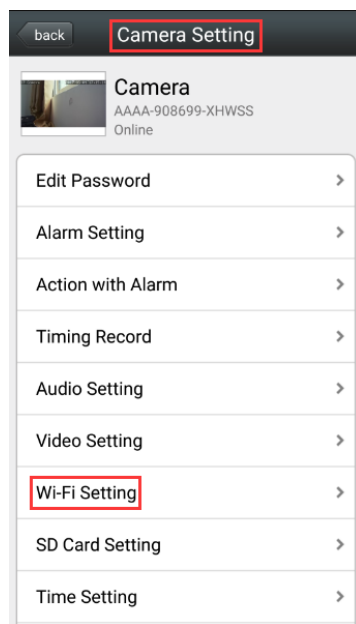 back
Camera Setting
Camera
AAAA-908699-XHWSS
Online
Edit Password
Alarm Setting
Action with Alarm
Timing Record
Audio Setting
Video Setting
Wi-Fi Setting
SD Card Setting
Time Setting